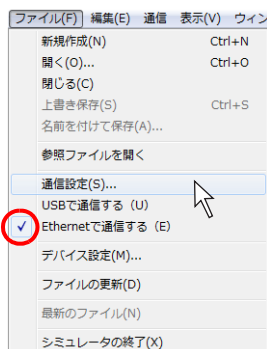 ファイル(F) 編集(E) 通信 表示(V) ウィン
新規作成(N) Ctrl+N
開く(O)... Ctrl+O
閉じる(C)
上書き保存(S) Ctrl+S
名前を付けて保存(A)...
参照ファイルを開く
通信設定(S)...
USBで通信する（U）
Ethernetで通信する（E）
デバイス設定(M)...
ファイルの更新(D)
最新のファイル(N)
シミュレータの終了(X)